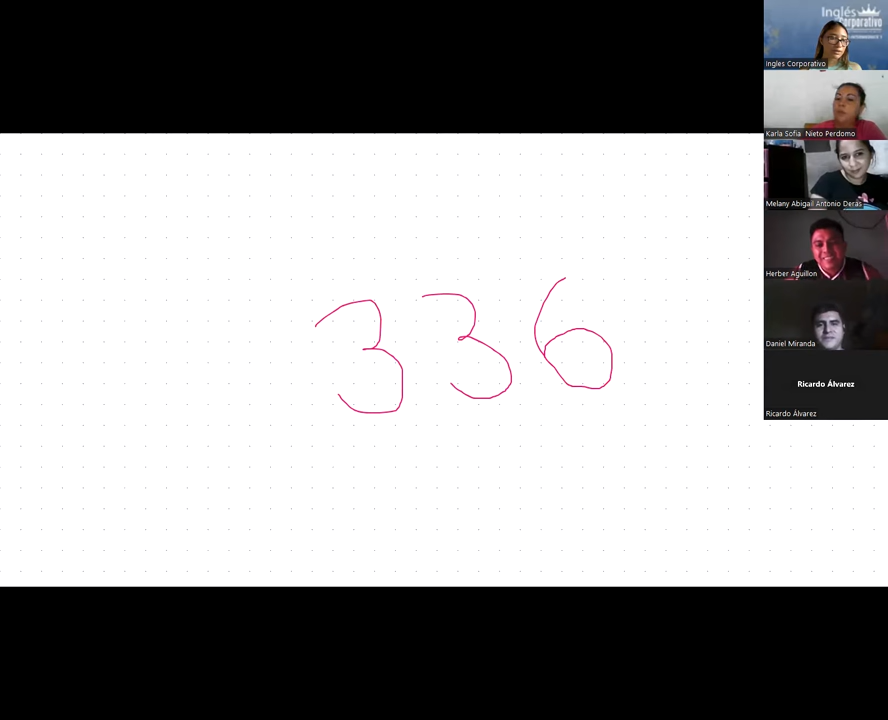 Inglés
Corporativo
Ingles Corporativo
Karla Sofia Nieto Perdomo
Melany Abigail Antonio Deras
336
Herber Aguillon
Daniel Miranda
Ricardo Álvarez
Ricardo Álvarez